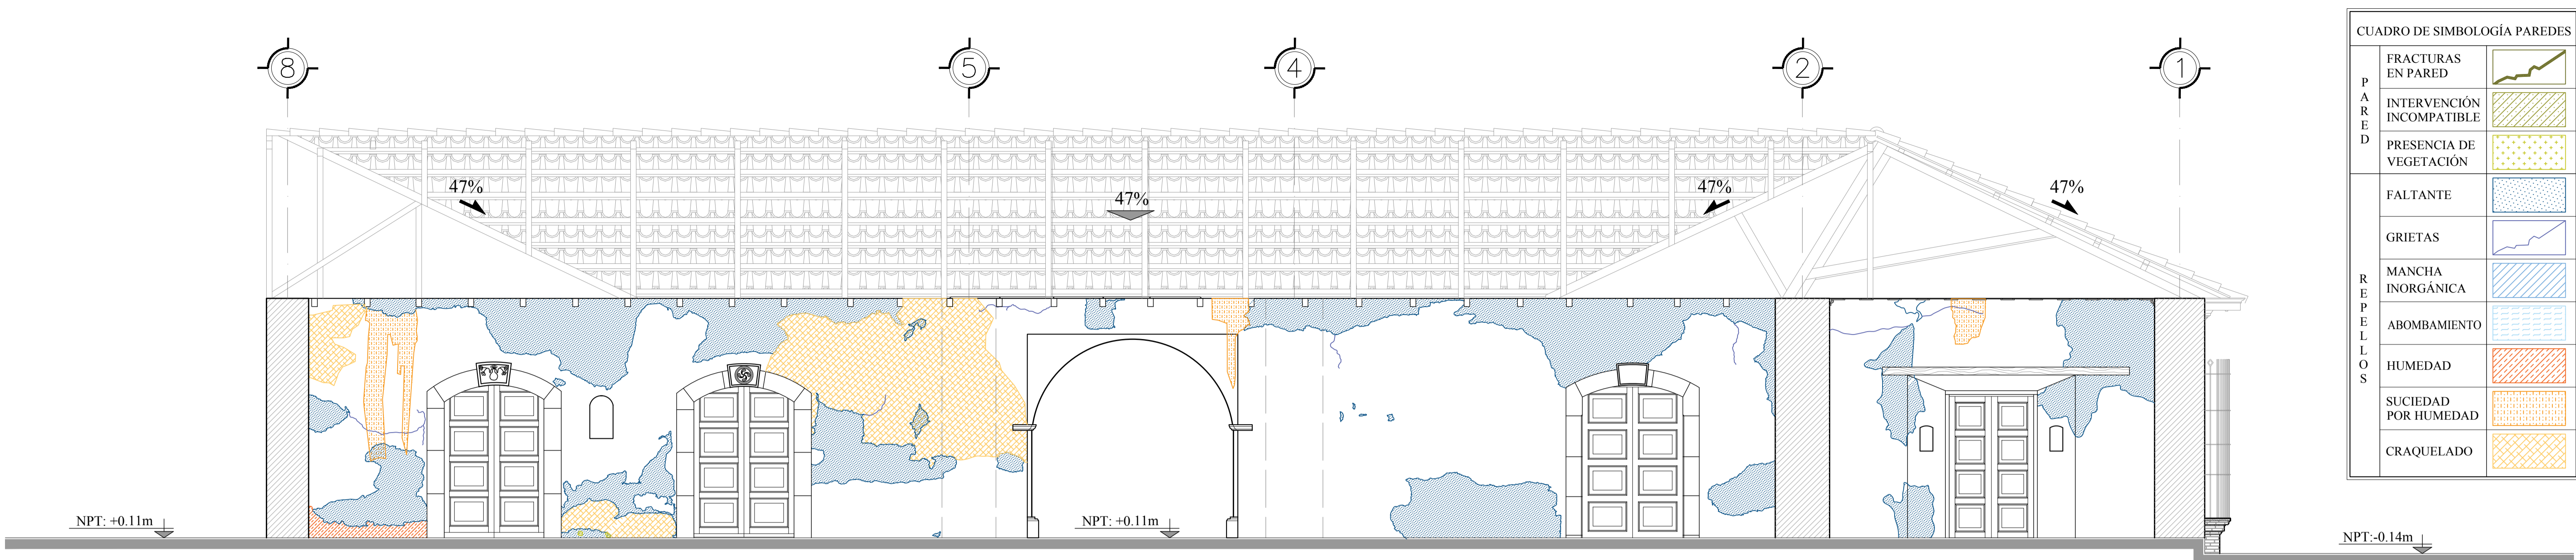 8
5
4
2
1
47%
47%
47%
47%
NPT: +0.11m
NPT: +0.11m
NPT:-0.14m
CUADRO DE SIMBOLOGÍA PAREDES
PARED
FRACTURAS
EN PARED
INTERVENCIÓN
INCOMPATIBLE
PRESENCIA DE
VEGETACIÓN
REPELLOS
FALTANTE
GRIETAS
MANCHA
INORGÁNICA
ABOMBAMIENTO
HUMEDAD
SUCIEDAD
POR HUMEDAD
CRAQUELADO